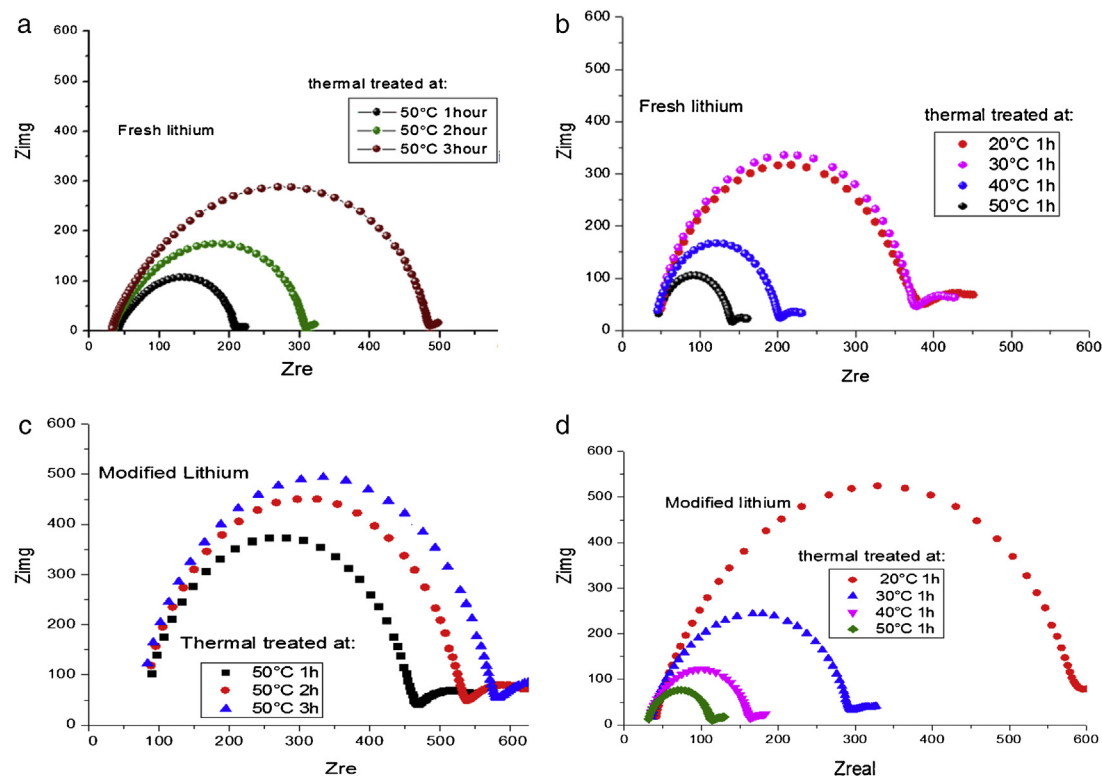 a
600
500
400
300
200
100
0
Zimg
Fresh lithium
thermal treated at:
50°C 1hour
50°C 2hour
50°C 3hour
0 100 200 300 400 500
Zre
b
600
500
400
300
200
100
0
Zimg
Fresh lithium
thermal treated at:
20°C 1h
30°C 1h
40°C 1h
50°C 1h
0 100 200 300 400 500 600
Zre
c
600
500
400
300
200
100
0
Zimg
Modified Lithium
Thermal treated at:
50°C 1h
50°C 2h
50°C 3h
0 100 200 300 400 500 600
Zre
d
600
500
400
300
200
100
0
Zimg
Modified lithium
thermal treated at:
20°C 1h
30°C 1h
40°C 1h
50°C 1h
0 100 200 300 400 500 600
Zreal